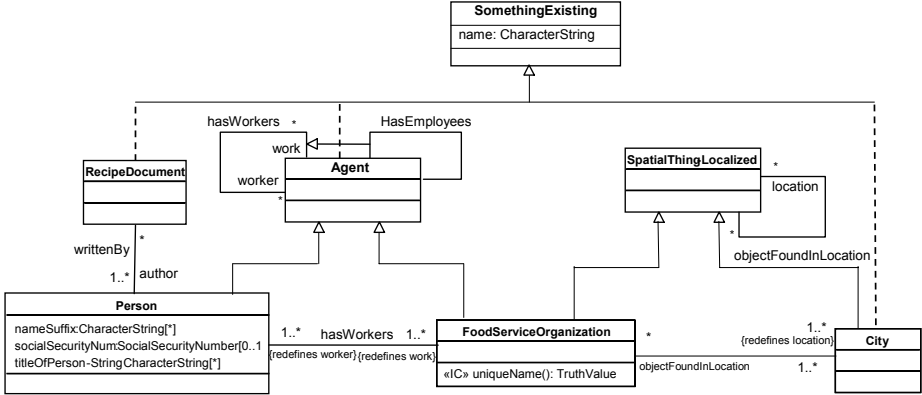 SomethingExisting
name: CharacterString
hasWorkers
*
HasEmployees
work
RecipeDocument
Agent
SpatialThingLocalized
*
worker
*
location
*
*
writtenBy
objectFoundInLocation
1..*
author
Person
nameSuffix:CharacterString[*]
socialSecurityNum:SocialSecurityNumber[0..1
titleOfPerson-StringCharacterString[*]
1..*
hasWorkers
1..*
{redefines worker}
{redefines work}
FoodServiceOrganization
«IC» uniqueName(): TruthValue
*
objectFoundInLocation
1..*
{redefines location}
1..*
City